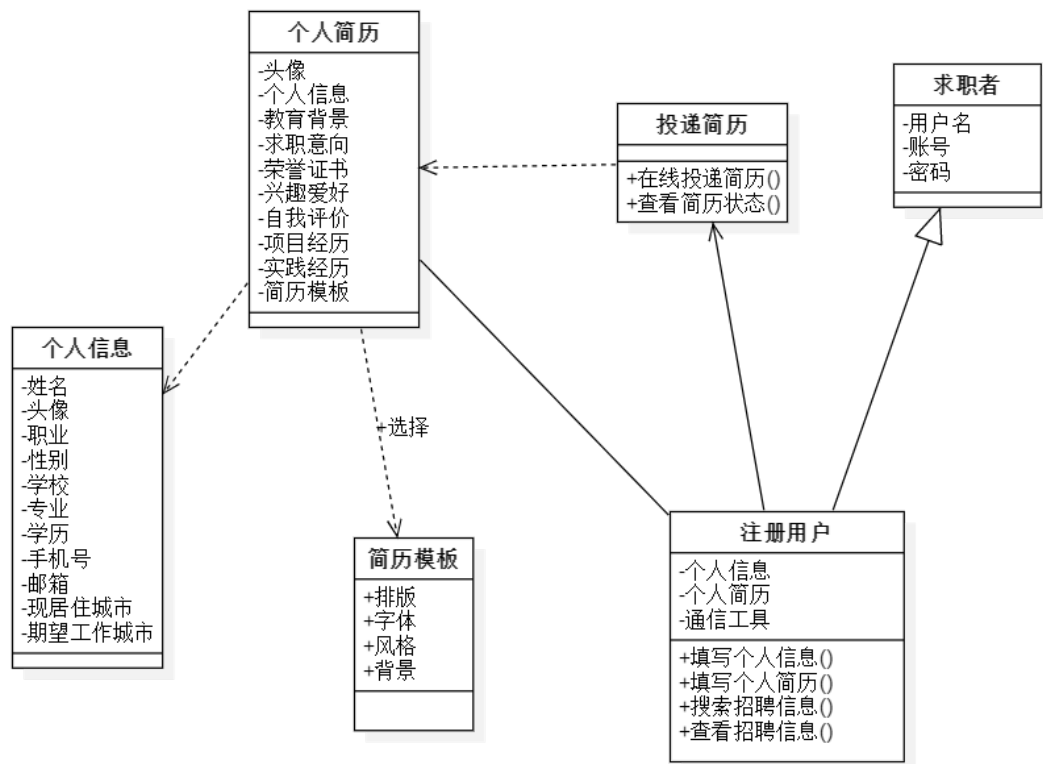 个人简历
-头像
-个人信息
-教育背景
-求职意向
-荣誉证书
-兴趣爱好
-自我评价
-项目经历
-实践经历
-简历模板
投递简历
+在线投递简历()
+查看简历状态()
求职者
-用户名
-账号
-密码
个人信息
-姓名
-头像
-职业
-性别
-学校
-专业
-学历
-手机号
-邮箱
-现居住城市
-期望工作城市
+选择
简历模板
+排版
+字体
+风格
+背景
注册用户
-个人信息
-个人简历
-通信工具
+填写个人信息()
+填写个人简历()
+搜索招聘信息()
+查看招聘信息()